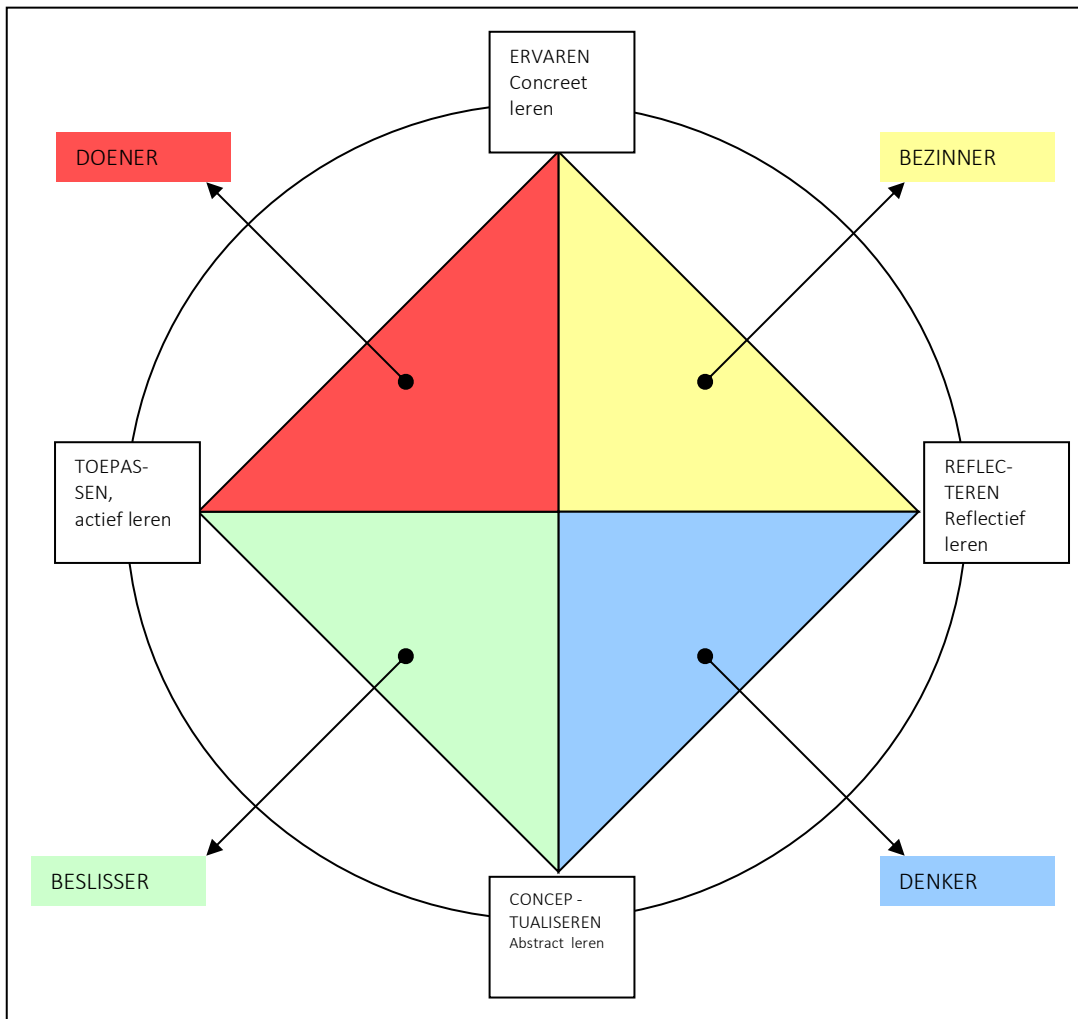 ERVAREN
Concreet
leren
DOENER
BEZINNER
TOEPAS-
SEN,
actief leren
REFLEC-
TEREN
Reflectief
leren
BESLISSER
DENKER
CONCEP -
TUALISEREN
Abstract leren